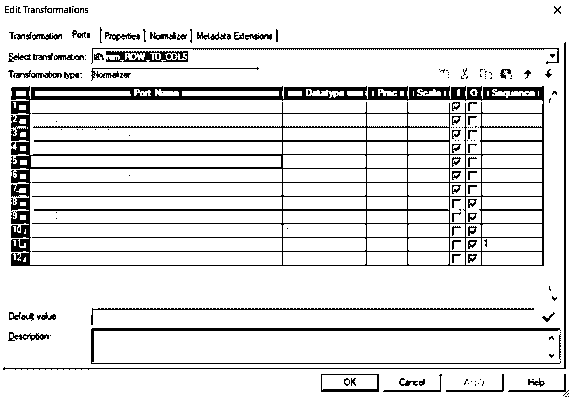 Edit Transformations
Transformation Ports Properties Normalizer Metadata Extensions
Select transformation: nrm_ROW_TO_COLS
Transformation type: Normalizer
Port Name Datatype Prec Scale I O Sequence
1
2
3
4
5
6
7
8
9
10
11 1
12
Default value
Description:
OK Cancel Apply Help